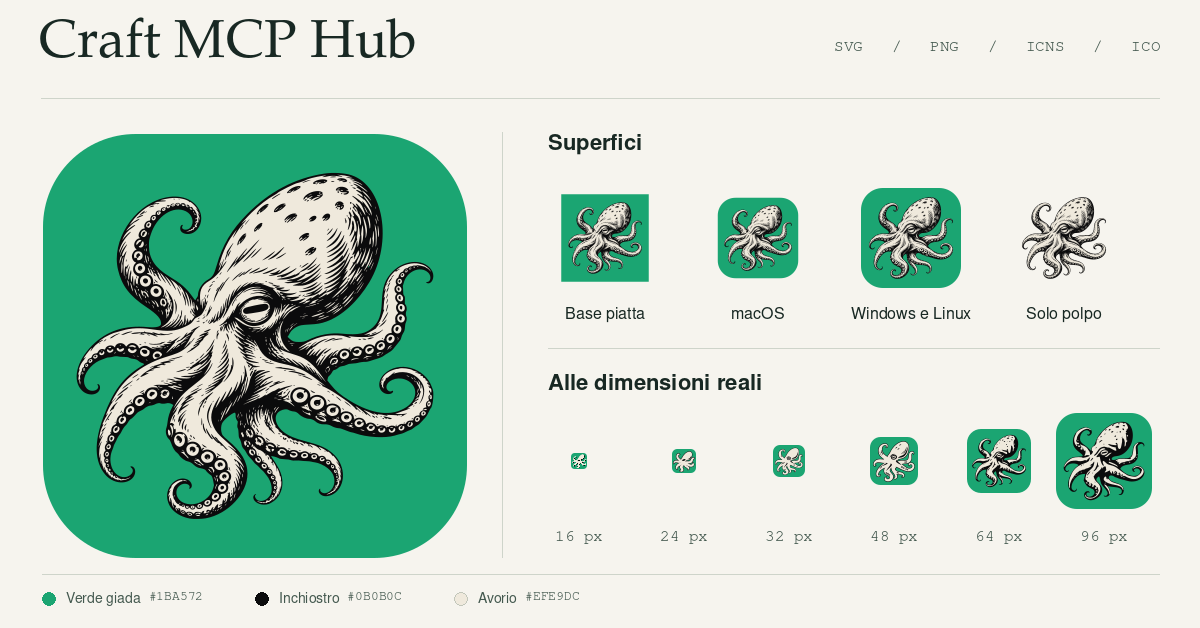 Craft MCP Hub
SVG / PNG / ICNS / ICO
Superfici
Base piatta
macOS
Windows e Linux
Solo polpo
Alle dimensioni reali
16 px
24 px
32 px
48 px
64 px
96 px
Verde giada #1BA572
Inchiostro #0B0B0C
Avorio #EFE9DC